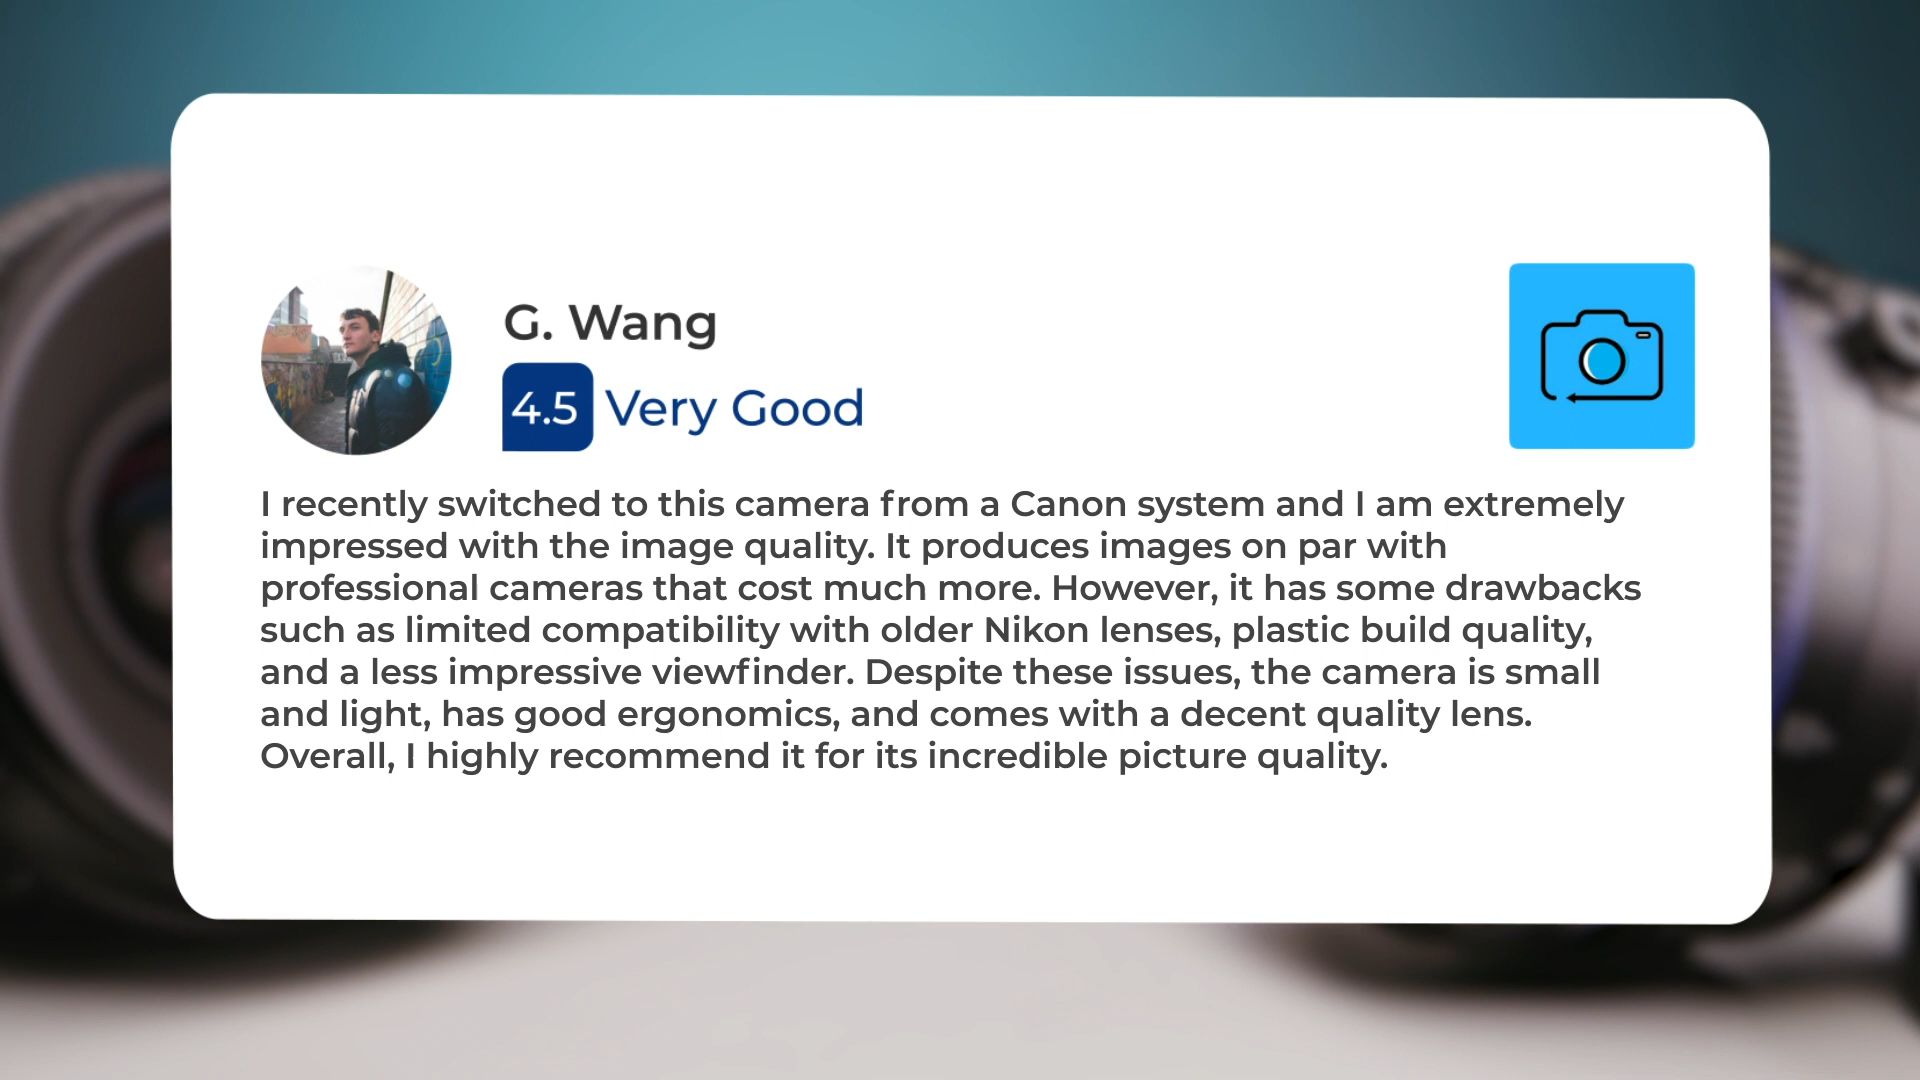 G. Wang
4.5 Very Good
I recently switched to this camera from a Canon system and I am extremely
impressed with the image quality. It produces images on par with
professional cameras that cost much more. However, it has some drawbacks
such as limited compatibility with older Nikon lenses, plastic build quality,
and a less impressive viewfinder. Despite these issues, the camera is small
and light, has good ergonomics, and comes with a decent quality lens.
Overall, I highly recommend it for its incredible picture quality.